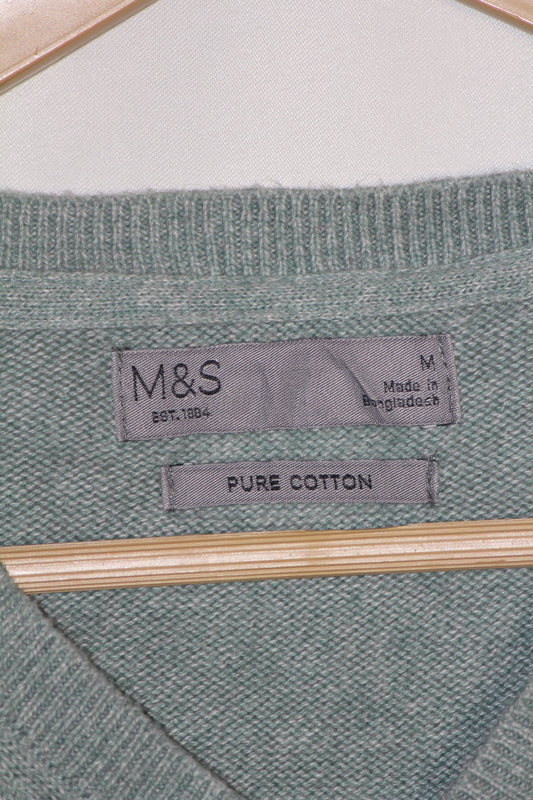 M&S
EST. 1884
M
Made in
Bangladesh
PURE COTTON